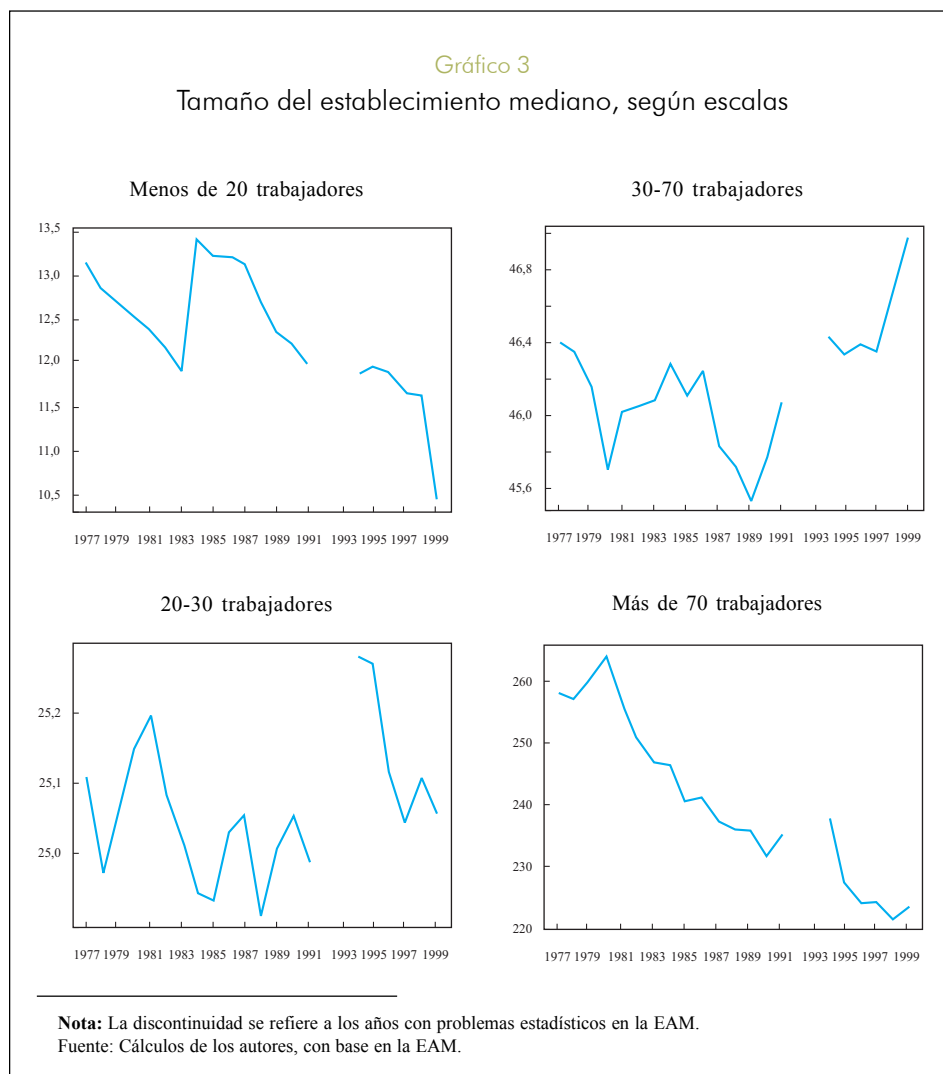 Gráfico 3
Tamaño del establecimiento mediano, según escalas
Menos de 20 trabajadores
13,5
13,0
12,5
12,0
11,5
11,0
10,5
1977 1979 1981 1983 1985 1987 1989 1991 1993 1995 1997 1999
30-70 trabajadores
46,8
46,4
46,0
45,6
1977 1979 1981 1983 1985 1987 1989 1991 1993 1995 1997 1999
20-30 trabajadores
25,2
25,1
25,0
1977 1979 1981 1983 1985 1987 1989 1991 1993 1995 1997 1999
Más de 70 trabajadores
260
250
240
230
220
1977 1979 1981 1983 1985 1987 1989 1991 1993 1995 1997 1999
Nota: La discontinuidad se refiere a los años con problemas estadísticos en la EAM.
Fuente: Cálculos de los autores, con base en la EAM.